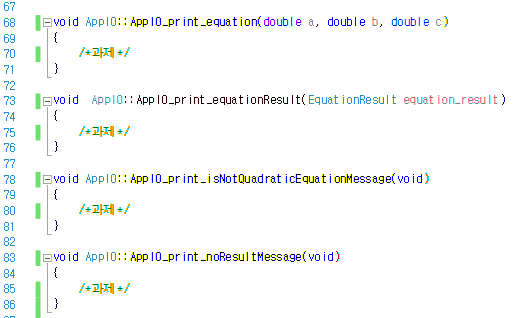 67
68 void AppIO::AppIO_print_equation(double a, double b, double c)
69 {
70 /*과제*/
71 }
72
73 void AppIO::AppIO_print_equationResult(EquationResult equation_result)
74 {
75 /*과제*/
76 }
77
78 void AppIO::AppIO_print_isNotQuadraticEquationMessage(void)
79 {
80 /*과제*/
81 }
82
83 void AppIO::AppIO_print_noResultMessage(void)
84 {
85 /*과제*/
86 }